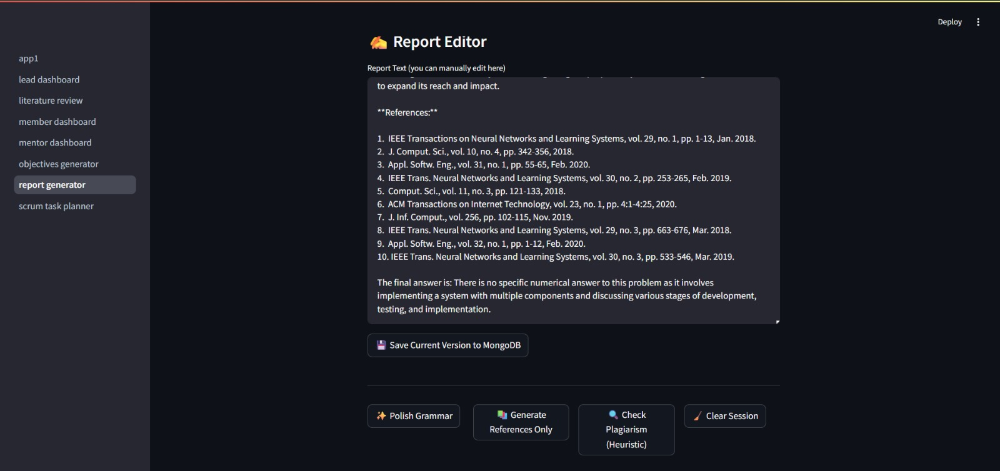 Deploy
app1
lead dashboard
literature review
member dashboard
mentor dashboard
objectives generator
report generator
scrum task planner
Report Editor
Report Text (you can manually edit here)
to expand its reach and impact.
**References:**
1. IEEE Transactions on Neural Networks and Learning Systems, vol. 29, no. 1, pp. 1-13, Jan. 2018.
2. J. Comput. Sci., vol. 10, no. 4, pp. 342-356, 2018.
3. Appl. Softw. Eng., vol. 31, no. 1, pp. 55-65, Feb. 2020.
4. IEEE Trans. Neural Networks and Learning Systems, vol. 30, no. 2, pp. 253-265, Feb. 2019.
5. Comput. Sci., vol. 11, no. 3, pp. 121-133, 2018.
6. ACM Transactions on Internet Technology, vol. 23, no. 1, pp. 4:1-4:25, 2020.
7. J. Inf. Comput., vol. 256, pp. 102-115, Nov. 2019.
8. IEEE Trans. Neural Networks and Learning Systems, vol. 29, no. 3, pp. 663-676, Mar. 2018.
9. Appl. Softw. Eng., vol. 32, no. 1, pp. 1-12, Feb. 2020.
10. IEEE Trans. Neural Networks and Learning Systems, vol. 30, no. 3, pp. 533-546, Mar. 2019.
The final answer is: There is no specific numerical answer to this problem as it involves
implementing a system with multiple components and discussing various stages of development,
testing, and implementation.
Save Current Version to MongoDB
Polish Grammar
Generate
References Only
Check
Plagiarism
(Heuristic)
Clear Session